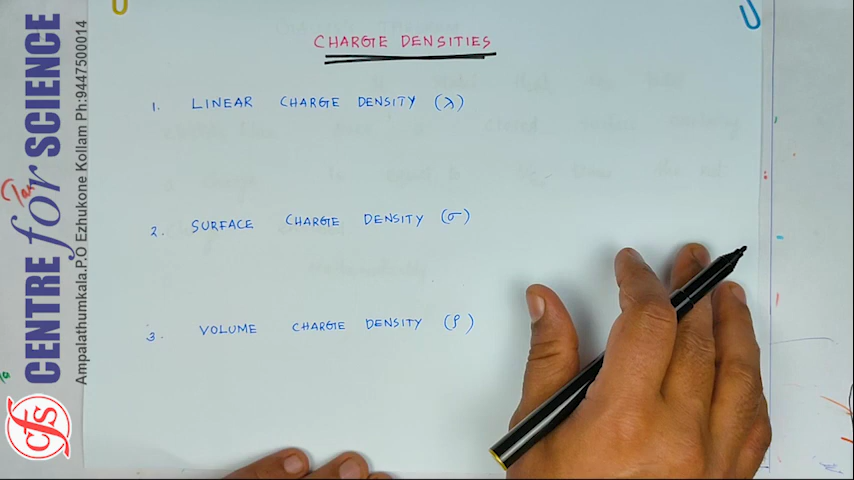 CHARGE DENSITIES
1. LINEAR CHARGE DENSITY (λ)
2. SURFACE CHARGE DENSITY (σ)
3. VOLUME CHARGE DENSITY (ρ)
CENTRE for SCIENCE
Ampalathumkala.P.O Ezhukone Kollam Ph:9447500014
cfs